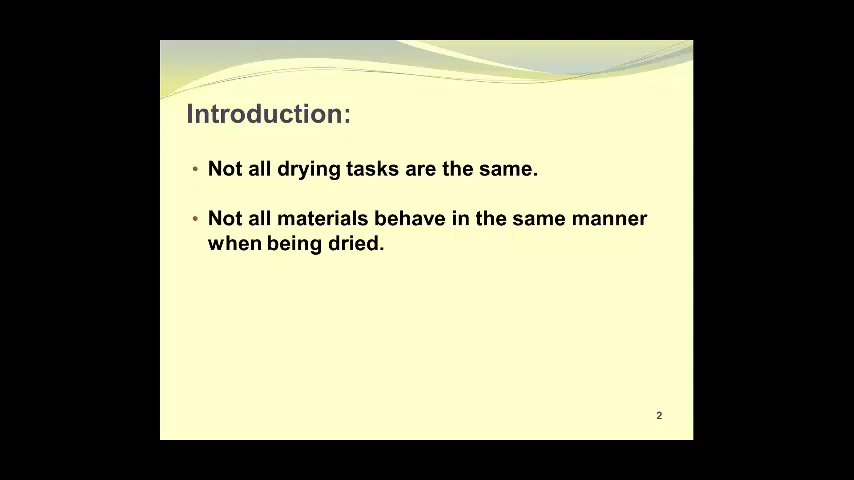 Introduction:
• Not all drying tasks are the same.
• Not all materials behave in the same manner
when being dried.
2